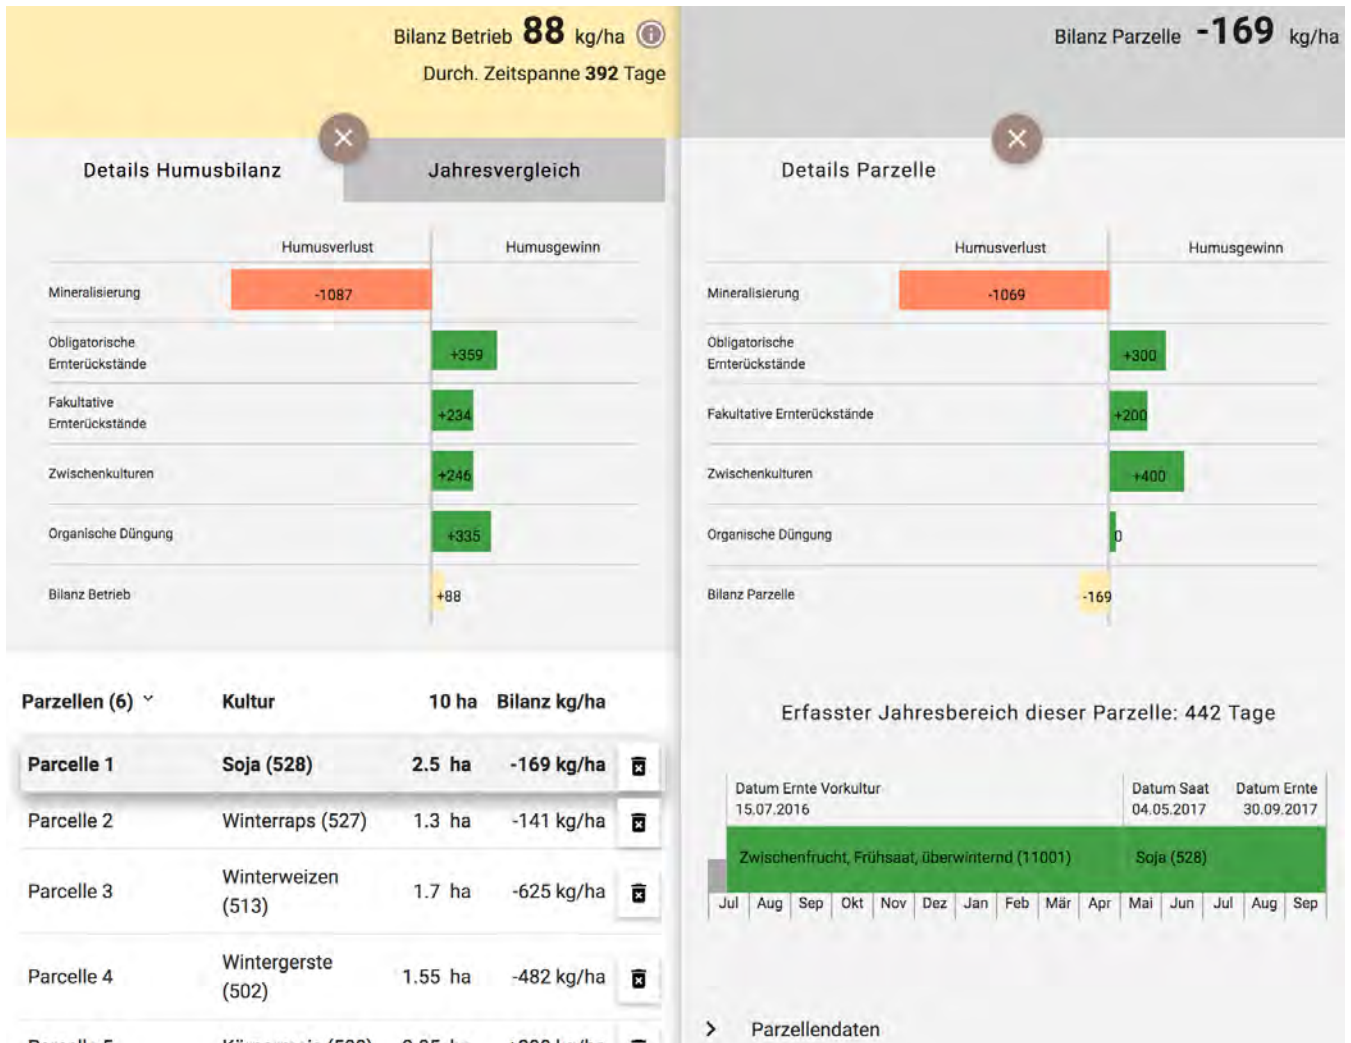 Bilanz Betrieb 88 kg/ha
Durch. Zeitspanne 392 Tage
Details Humusbilanz
Jahresvergleich
Humusverlust Humusgewinn
Mineralisierung -1087
Obligatorische
Ernterückstände
+359
Fakultative
Ernterückstände
+234
Zwischenkulturen +246
Organische Düngung +335
Bilanz Betrieb +88
Parzellen (6) Kultur 10 ha Bilanz kg/ha
Parcelle 1 Soja (528) 2.5 ha -169 kg/ha
Parcelle 2 Winterraps (527) 1.3 ha -141 kg/ha
Parcelle 3 Winterweizen
(513)
1.7 ha -625 kg/ha
Parcelle 4 Wintergerste
(502)
1.55 ha -482 kg/ha
Bilanz Parzelle -169 kg/ha
Details Parzelle
Humusverlust Humusgewinn
Mineralisierung -1069
Obligatorische
Ernterückstände
+300
Fakultative Ernterückstände +200
Zwischenkulturen +400
Organische Düngung 0
Bilanz Parzelle -169
Erfasster Jahresbereich dieser Parzelle: 442 Tage
Datum Ernte Vorkultur
15.07.2016
Datum Saat
04.05.2017
Datum Ernte
30.09.2017
Zwischenfrucht, Frühsaat, überwinternd (11001) Soja (528)
Jul Aug Sep Okt Nov Dez Jan Feb Mär Apr Mai Jun Jul Aug Sep
Parzellendaten